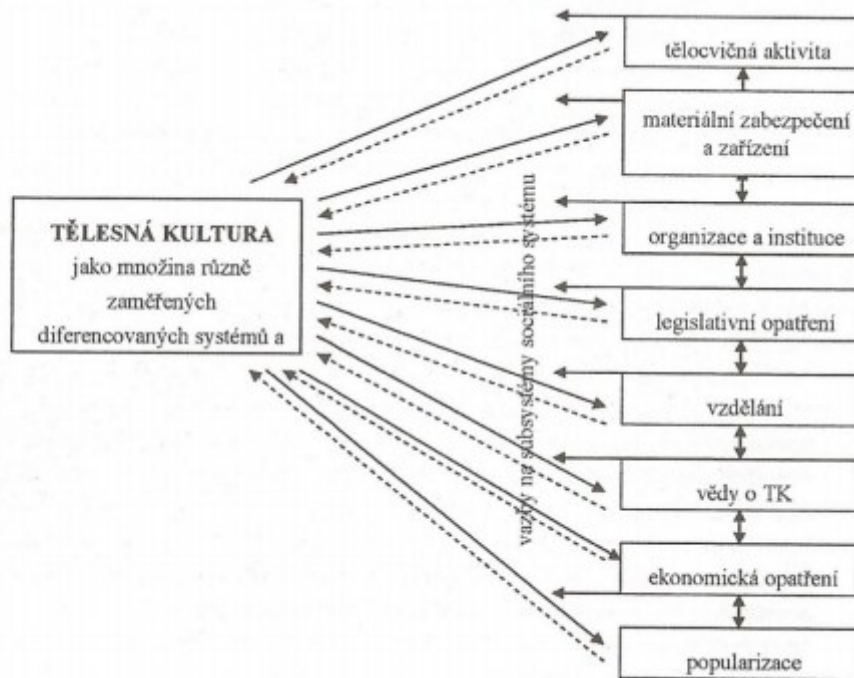 TĚLESNÁ KULTURA
jako množina různě
zaměřených
diferencovaných systémů a
vazby na subsystémy sociálního systému
tělocvičná aktivita
materiální zabezpečení
a zařízení
organizace a instituce
legislativní opatření
vzdělání
vědy o TK
ekonomická opatření
popularizace